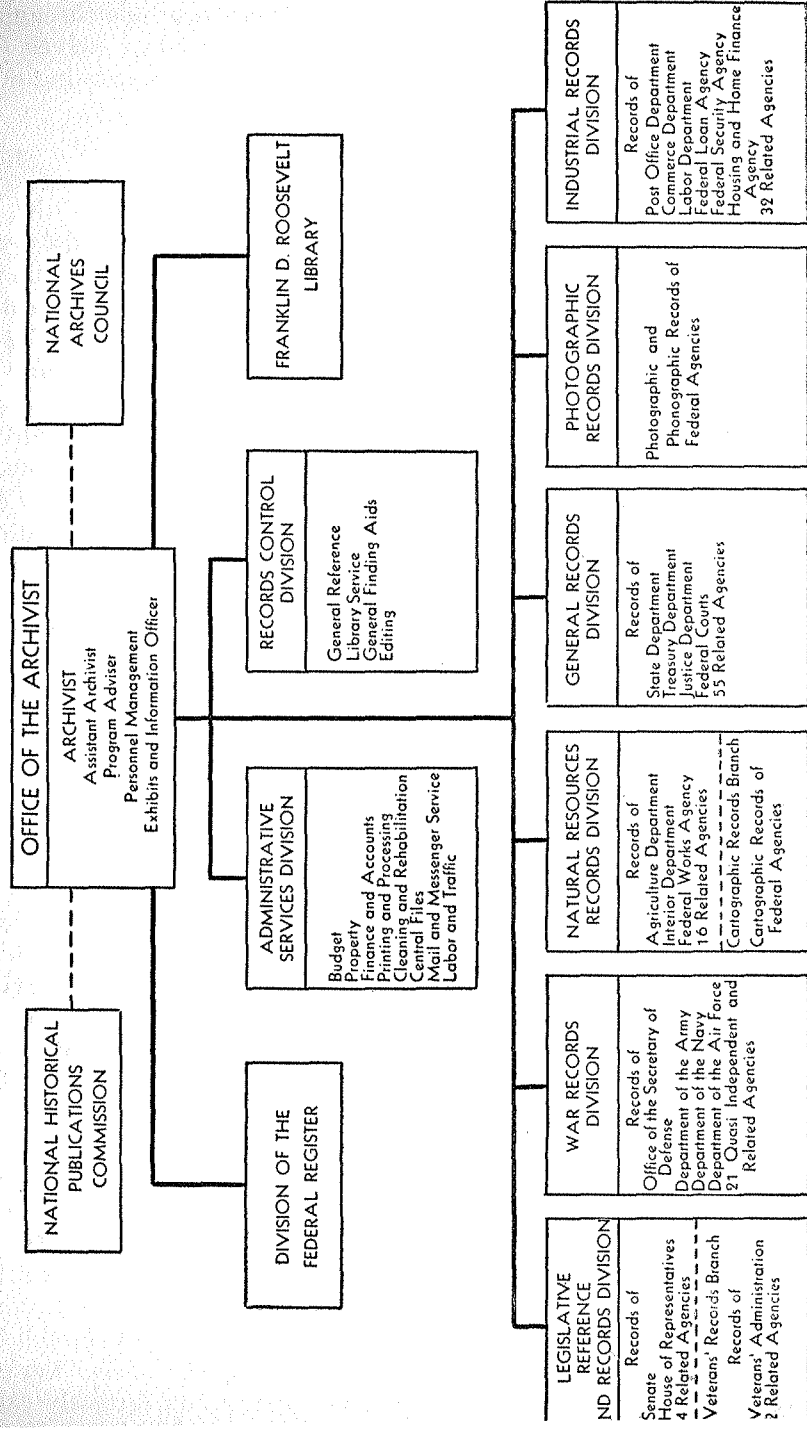 OFFICE OF THE ARCHIVIST
ARCHIVIST
Assistant Archivist
Program Adviser
Personnel Management
Exhibits and Information Officer
NATIONAL HISTORICAL
PUBLICATIONS
COMMISSION
NATIONAL
ARCHIVES
COUNCIL
DIVISION OF THE
FEDERAL REGISTER
ADMINISTRATIVE
SERVICES DIVISION
Budget
Property
Finance and Accounts
Printing and Processing
Cleaning and Rehabilitation
Central Files
Mail and Messenger Service
Labor and Traffic
RECORDS CONTROL
DIVISION
General Reference
Library Service
General Finding Aids
Editing
FRANKLIN D. ROOSEVELT
LIBRARY
LEGISLATIVE
REFERENCE
ND RECORDS DIVISION
Records of
Senate
House of Representatives
4 Related Agencies
Veterans' Records Branch
Records of
Veterans' Administration
2 Related Agencies
WAR RECORDS
DIVISION
Records of
Office of the Secretary of
Defense
Department of the Army
Department of the Navy
Department of the Air Force
21 Quasi Independent and
Related Agencies
NATURAL RESOURCES
RECORDS DIVISION
Records of
Agriculture Department
Interior Department
Federal Works Agency
16 Related Agencies
Cartographic Records Branch
Cartographic Records of
Federal Agencies
GENERAL RECORDS
DIVISION
Records of
State Department
Treasury Department
Justice Department
Federal Courts
55 Related Agencies
PHOTOGRAPHIC
RECORDS DIVISION
Photographic and
Phonographic Records of
Federal Agencies
INDUSTRIAL RECORDS
DIVISION
Records of
Post Office Department
Commerce Department
Labor Department
Federal Loan Agency
Federal Security Agency
Housing and Home Finance
Agency
32 Related Agencies